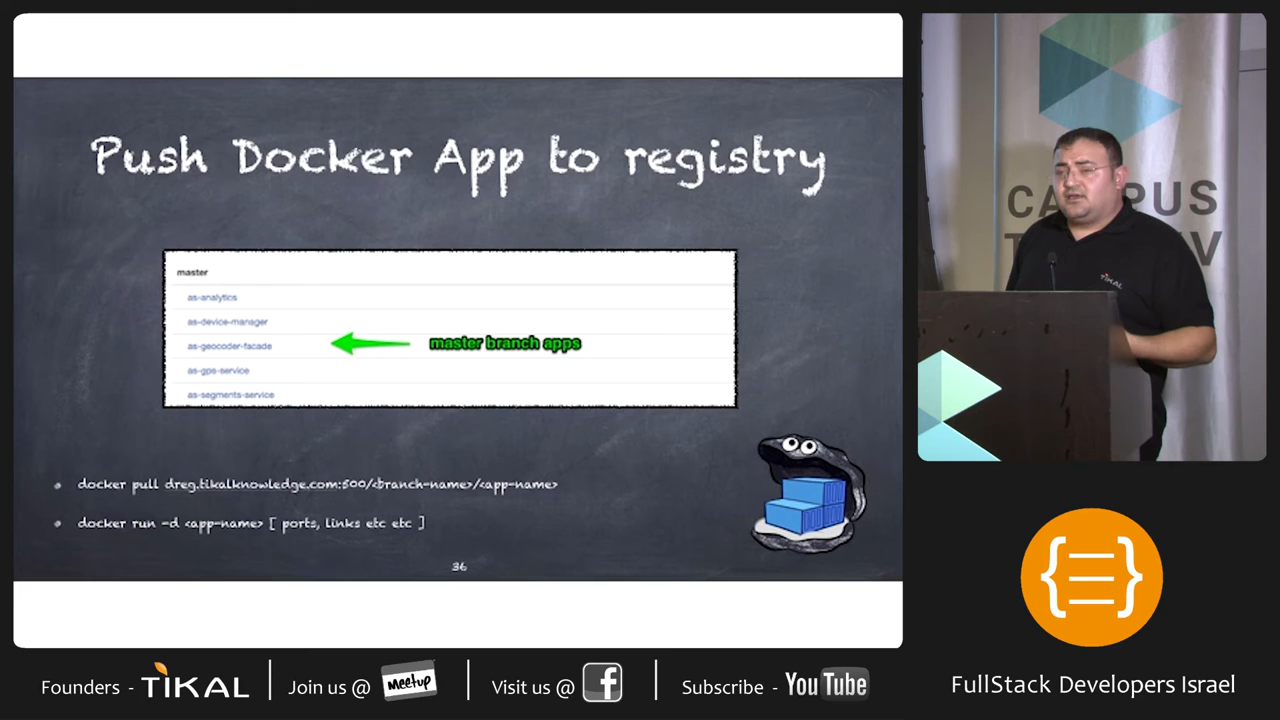 Push Docker App to registry
master
as-analytics
as-device-manager
as-geocoder-facade
master branch apps
as-gps-service
as-segments-service
docker pull dreg.tikalknowledge.com:500/<branch-name>/<app-name>
docker run -d <app-name> [ ports, links etc etc ]
36
CAMPUS
TIKAL
Founders - TIKAL
Join us @ meetup
Visit us @ f
Subscribe - YouTube
FullStack Developers Israel